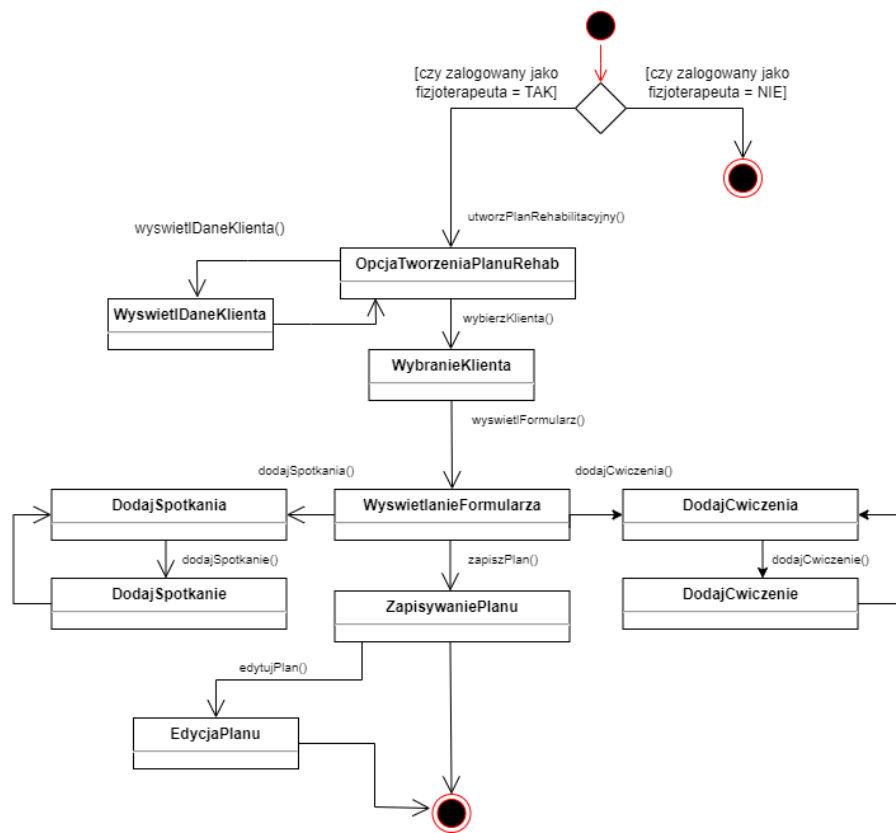 [czy zalogowany jako
fizjoterapeuta = TAK]
[czy zalogowany jako
fizjoterapeuta = NIE]
utworzPlanRehabilitacyjny()
wyswietlDaneKlienta()
OpcjaTworzeniaPlanuRehab
WyswietlDaneKlienta
wybierzKlienta()
WybranieKlienta
wyswietlFormularz()
dodajSpotkania()
dodajCwiczenia()
DodajSpotkania
WyswietlanieFormularza
DodajCwiczenia
dodajSpotkanie()
zapiszPlan()
dodajCwiczenie()
DodajSpotkanie
ZapisywaniePlanu
DodajCwiczenie
edytujPlan()
EdycjaPlanu